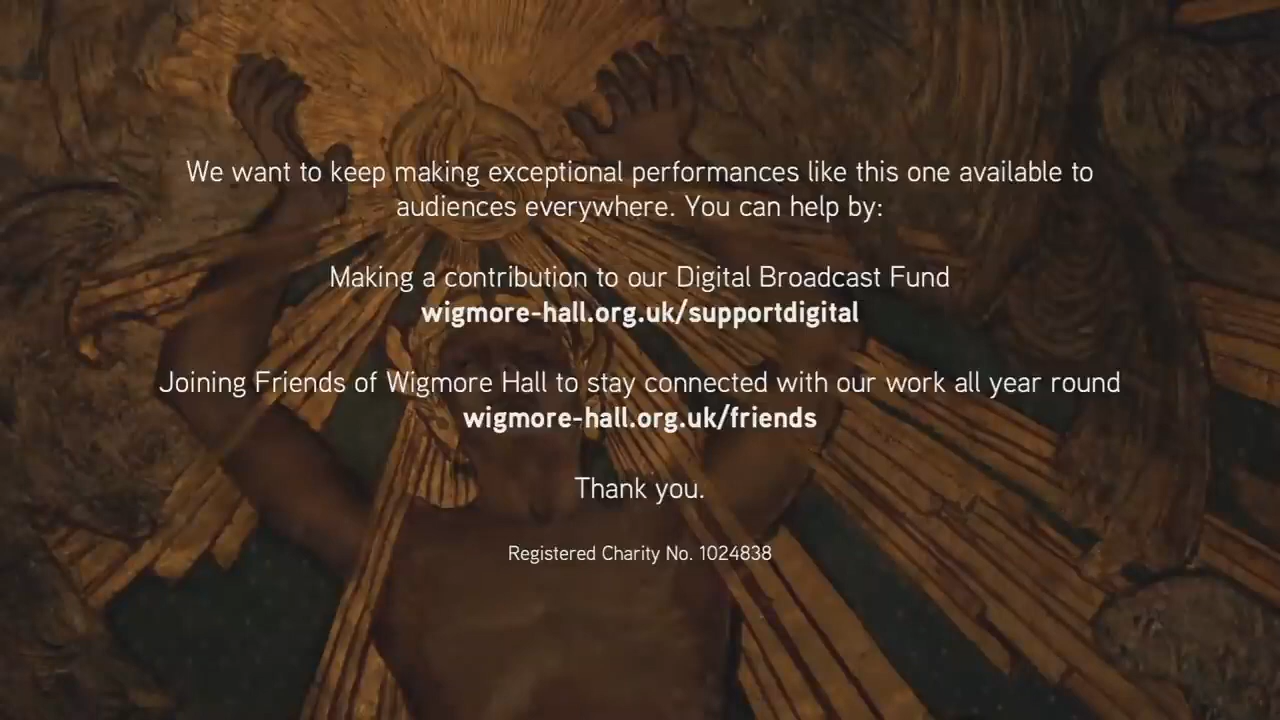 We want to keep making exceptional performances like this one available to
audiences everywhere. You can help by:
Making a contribution to our Digital Broadcast Fund
wigmore-hall.org.uk/supportdigital
Joining Friends of Wigmore Hall to stay connected with our work all year round
wigmore-hall.org.uk/friends
Thank you.
Registered Charity No. 1024838